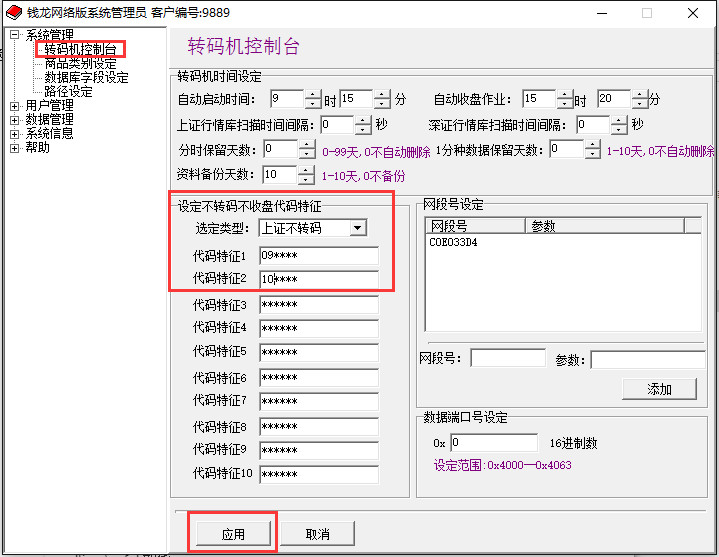 钱龙网络版系统管理员 客户编号:9889
系统管理
转码机控制台
商品类别设定
数据库字段设定
路径设定
用户管理
数据管理
系统信息
帮助
转码机控制台
转码机时间设定
自动启动时间: 9 时 15 分 自动收盘作业: 15 时 20 分
上证行情库扫描时间间隔: 0 秒 深证行情库扫描时间间隔: 0 秒
分时保留天数: 0 0-99天,0不自动删除 1分种数据保留天数: 0 1-10天,0不自动删除
资料备份天数: 10 1-10天,0不备份
设定不转码不收盘代码特征
选定类型: 上证不转码
代码特征1 09****
代码特征2 10****
代码特征3 ******
代码特征4 ******
代码特征5 ******
代码特征6 ******
代码特征7 ******
代码特征8 ******
代码特征9 ******
代码特征10 ******
网段号设定
网段号 参数
C0E033D4
网段号: 参数:
添加
数据端口号设定
0x 0 16进制数
设定范围:0x4000—0x4063
应用 取消